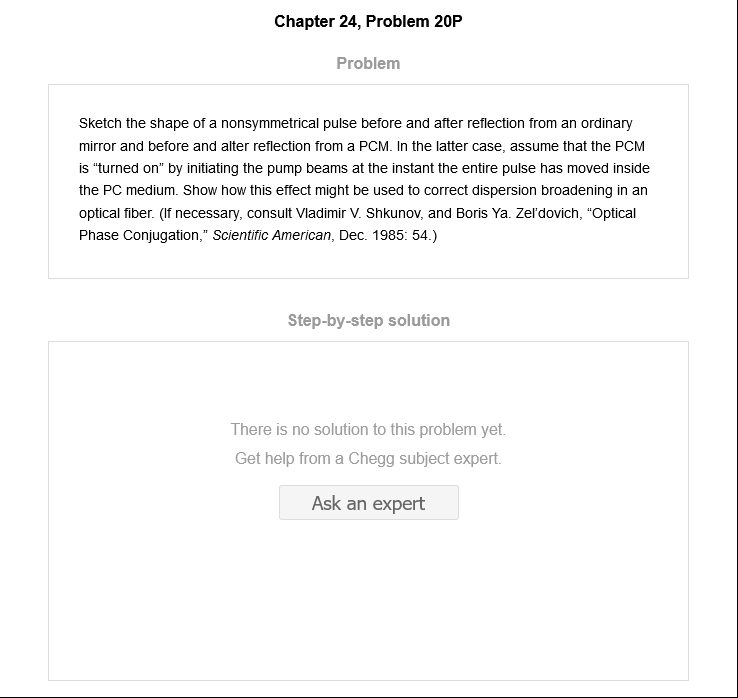 Chapter 24, Problem 20P
Problem
Sketch the shape of a nonsymmetrical pulse before and after reflection from an ordinary
mirror and before and alter reflection from a PCM. In the latter case, assume that the PCM
is “turned on” by initiating the pump beams at the instant the entire pulse has moved inside
the PC medium. Show how this effect might be used to correct dispersion broadening in an
optical fiber. (If necessary, consult Vladimir V. Shkunov, and Boris Ya. Zel’dovich, “Optical
Phase Conjugation,” Scientific American, Dec. 1985: 54.)
Step-by-step solution
There is no solution to this problem yet.
Get help from a Chegg subject expert.
Ask an expert